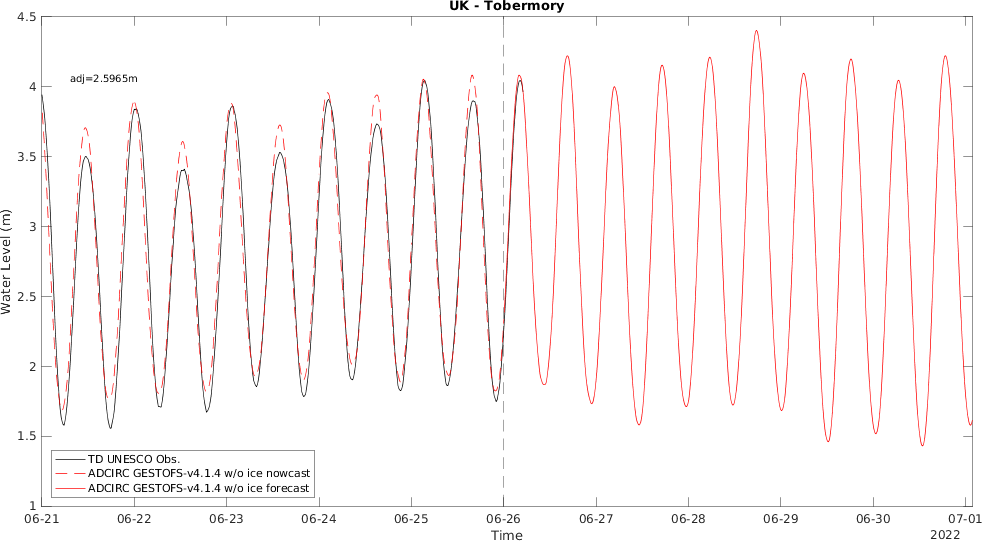 UK - Tobermory
4.5
4
3.5
3
2.5
2
1.5
1
Water Level (m)
adj=2.5965m
TD UNESCO Obs.
ADCIRC GESTOFS-v4.1.4 w/o ice nowcast
ADCIRC GESTOFS-v4.1.4 w/o ice forecast
06-21 06-22 06-23 06-24 06-25 06-26 06-27 06-28 06-29 06-30 07-01
Time
2022